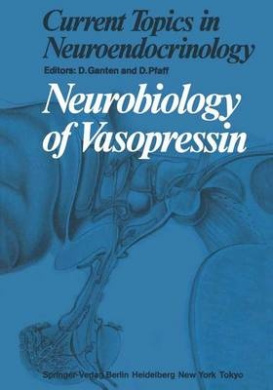 Current Topics in
Neuroendocrinology
Editors: D. Ganten and D. Pfaff
Neurobiology
of Vasopressin
Springer-Verlag Berlin Heidelberg New York Tokyo